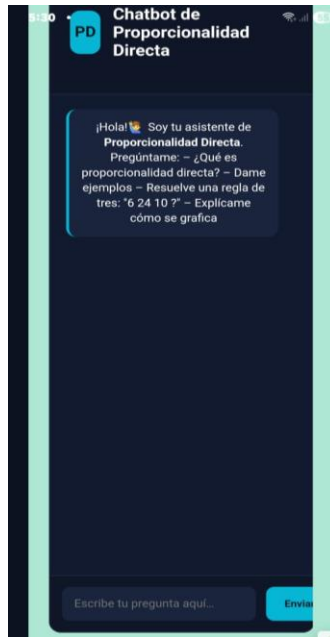 5:30
PD
Chatbot de
Proporcionalidad
Directa
¡Hola!🙋 Soy tu asistente de
Proporcionalidad Directa.
Pregúntame: – ¿Qué es
proporcionalidad directa? – Dame
ejemplos – Resuelve una regla de
tres: "6 24 10 ?" – Explícame
cómo se grafica
Escribe tu pregunta aquí...
Enviar